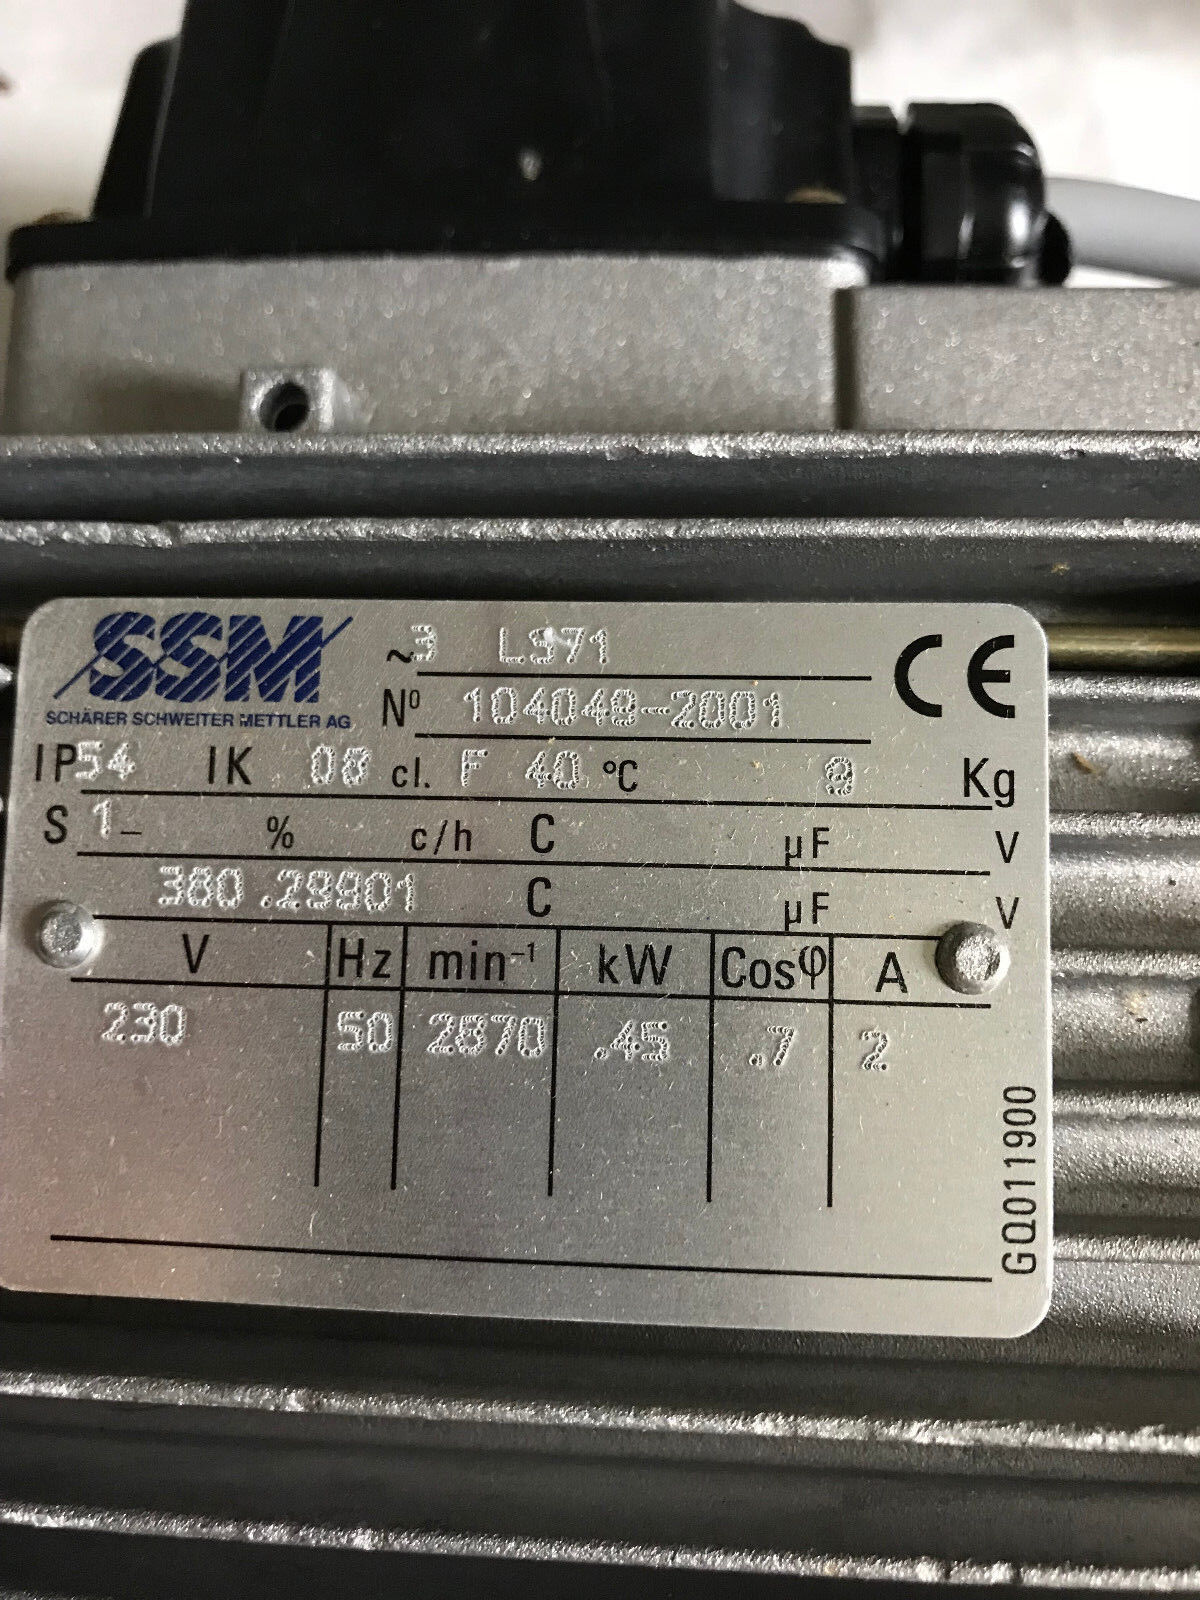 SSM
SCHÄRER SCHWEITER METTLER AG
~3 LS71
Nº 104049-2001
CE
IP54 IK 08 cl. F 40 °C 9 Kg
S 1- % c/h C µF V
380.29901 C µF V
V Hz min⁻¹ kW Cosφ A
230 50 2870 .45 .7 2
GQ011900